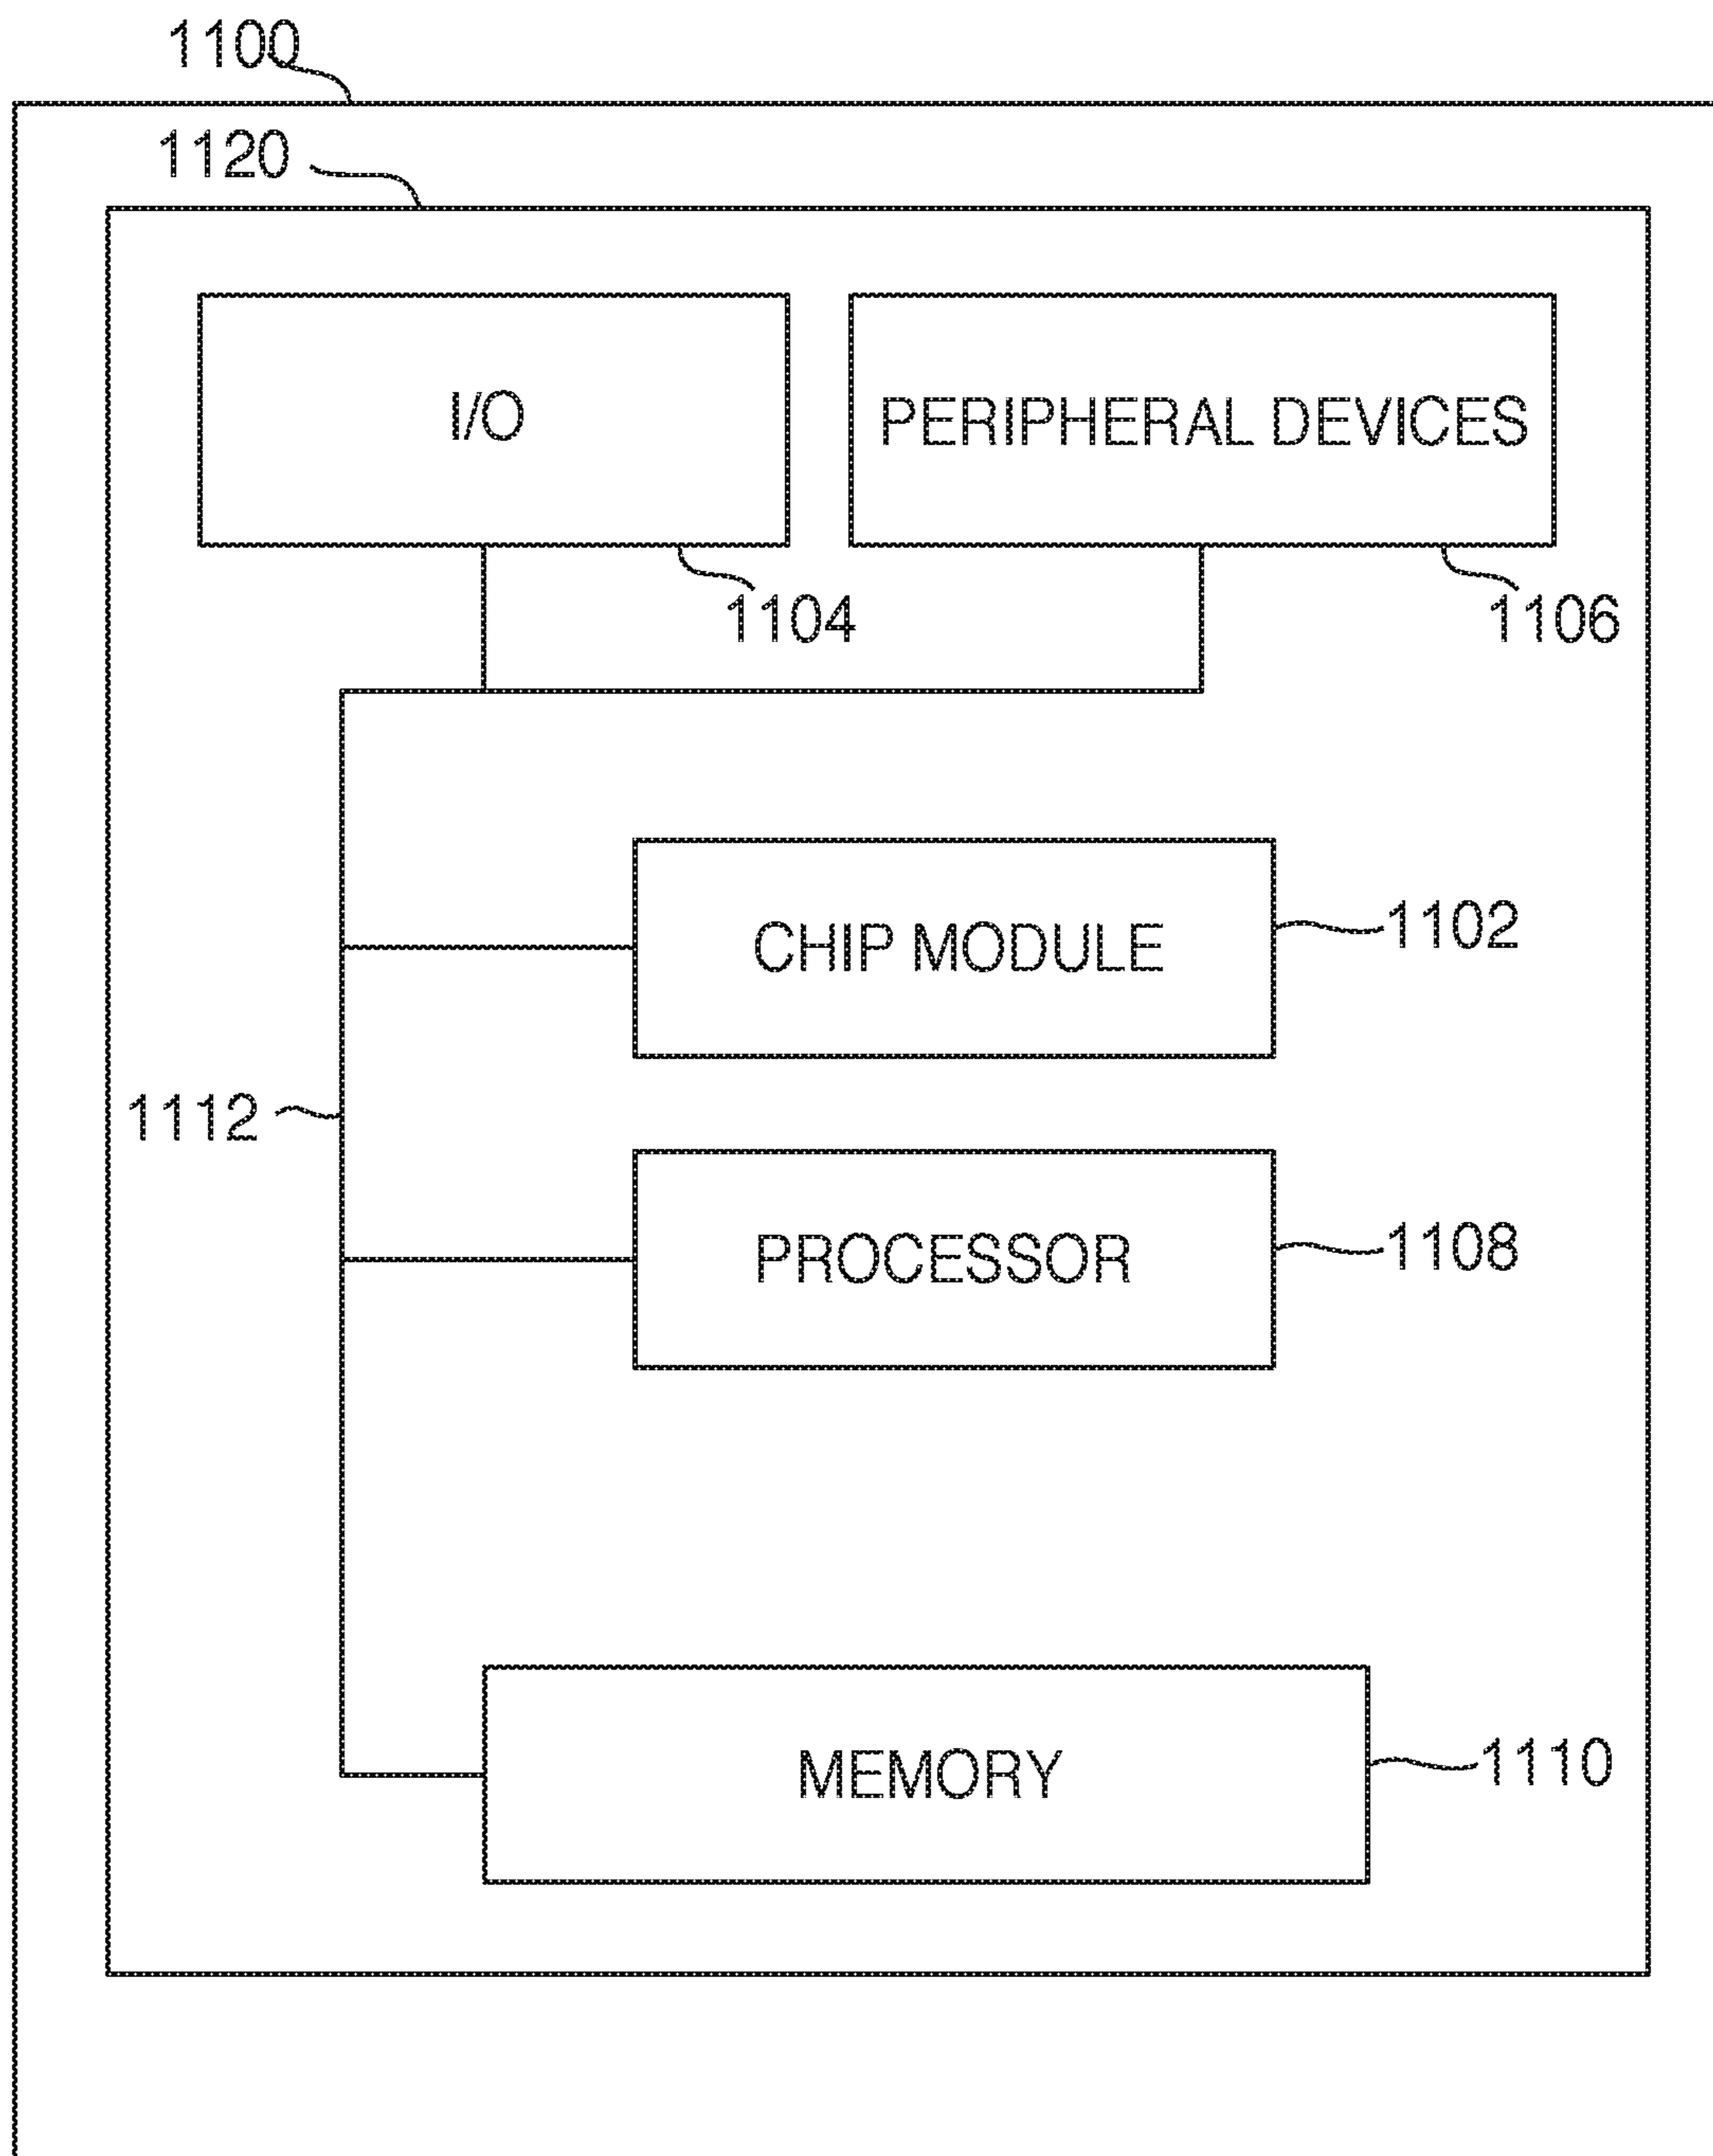 1100
1120
I/O
PERIPHERAL DEVICES
1104
1106
CHIP MODULE
1102
1112
PROCESSOR
1108
MEMORY
1110